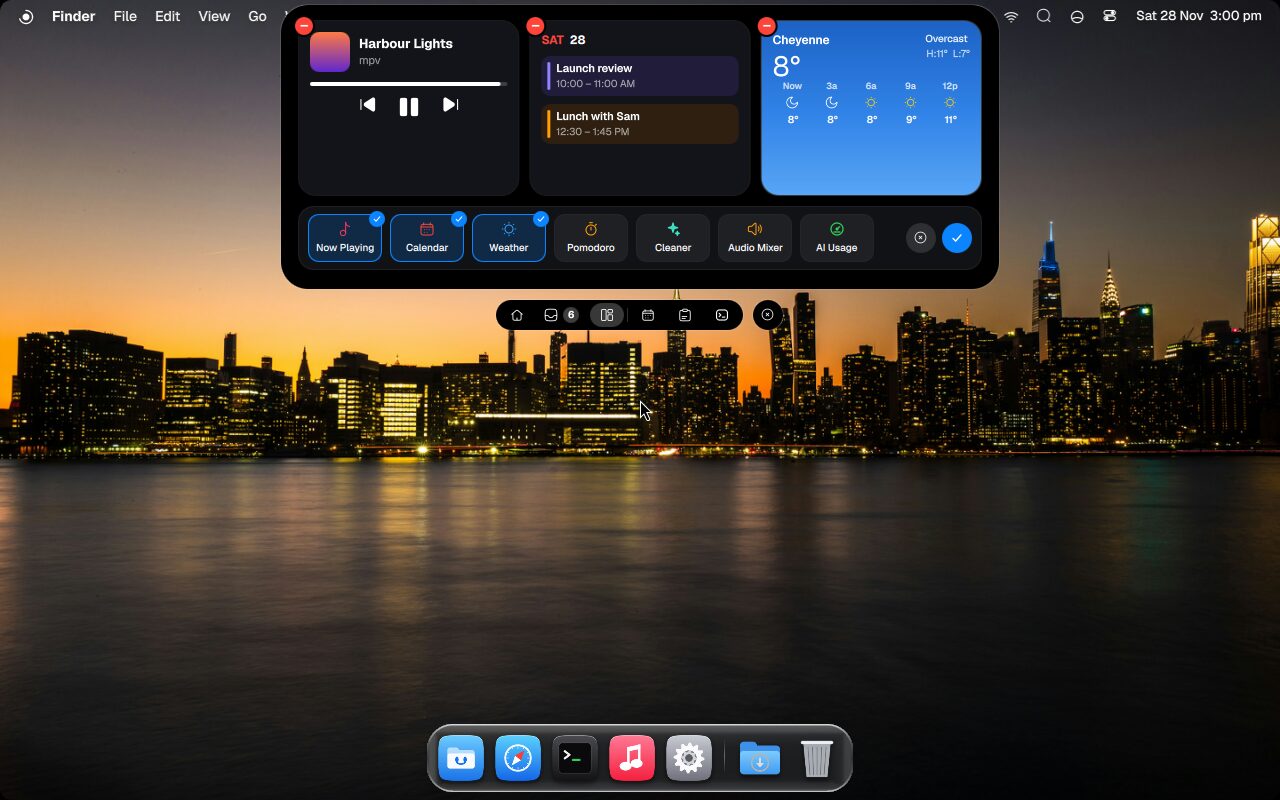 Finder File Edit View Go
Sat 28 Nov 3:00 pm
Harbour Lights
mpv
SAT 28
Launch review
10:00 – 11:00 AM
Lunch with Sam
12:30 – 1:45 PM
Cheyenne
Overcast
8°
H:11° L:7°
Now 3a 6a 9a 12p
8° 8° 8° 9° 11°
Now Playing
Calendar
Weather
Pomodoro
Cleaner
Audio Mixer
AI Usage
6